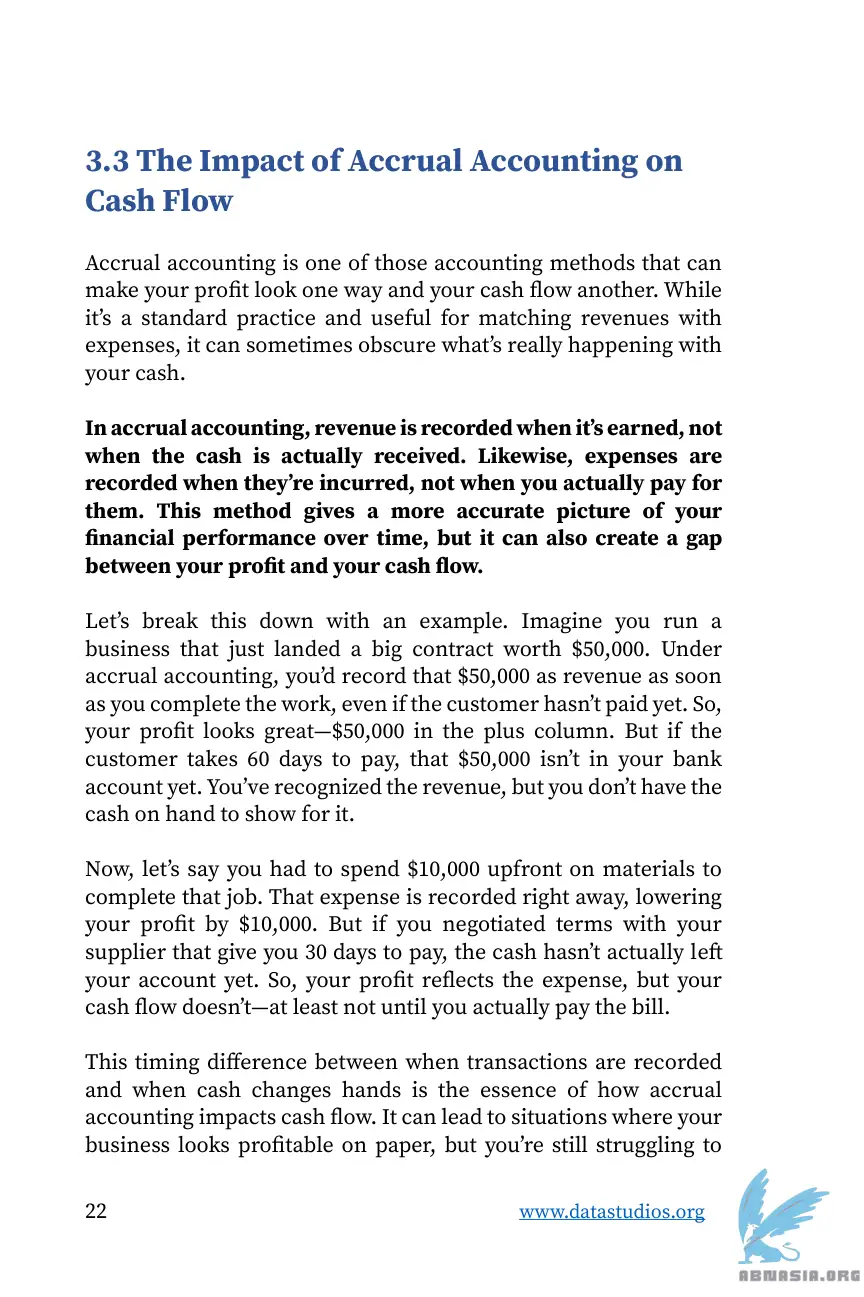 3.3 The Impact of Accrual Accounting on
Cash Flow
Accrual accounting is one of those accounting methods that can
make your profit look one way and your cash flow another. While
it’s a standard practice and useful for matching revenues with
expenses, it can sometimes obscure what’s really happening with
your cash.
In accrual accounting, revenue is recorded when it’s earned, not
when the cash is actually received. Likewise, expenses are
recorded when they’re incurred, not when you actually pay for
them. This method gives a more accurate picture of your
financial performance over time, but it can also create a gap
between your profit and your cash flow.
Let’s break this down with an example. Imagine you run a
business that just landed a big contract worth $50,000. Under
accrual accounting, you’d record that $50,000 as revenue as soon
as you complete the work, even if the customer hasn’t paid yet. So,
your profit looks great—$50,000 in the plus column. But if the
customer takes 60 days to pay, that $50,000 isn’t in your bank
account yet. You’ve recognized the revenue, but you don’t have the
cash on hand to show for it.
Now, let’s say you had to spend $10,000 upfront on materials to
complete that job. That expense is recorded right away, lowering
your profit by $10,000. But if you negotiated terms with your
supplier that give you 30 days to pay, the cash hasn’t actually left
your account yet. So, your profit reflects the expense, but your
cash flow doesn’t—at least not until you actually pay the bill.
This timing difference between when transactions are recorded
and when cash changes hands is the essence of how accrual
accounting impacts cash flow. It can lead to situations where your
business looks profitable on paper, but you’re still struggling to
22 www.datastudios.org
ABNASIA.ORG